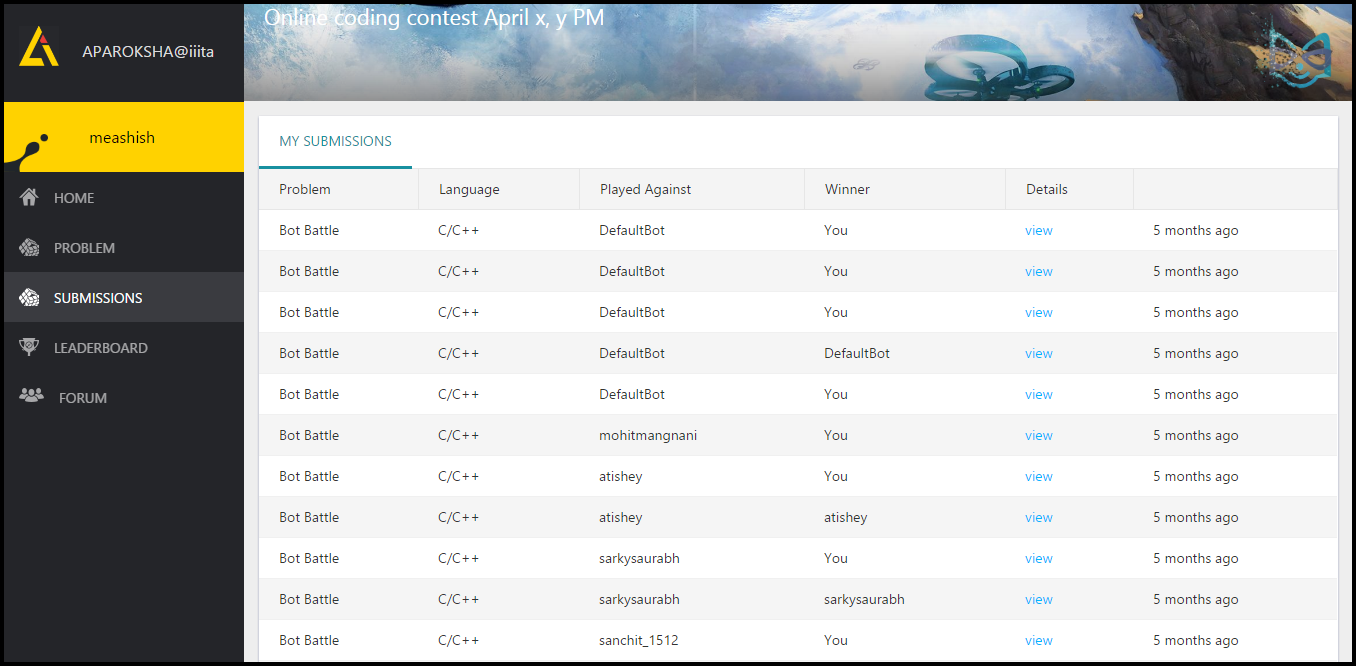 Online coding contest April x, y PM
APAROKSHA@iiita
meashish
HOME
PROBLEM
SUBMISSIONS
LEADERBOARD
FORUM
MY SUBMISSIONS
Problem Language Played Against Winner Details
Bot Battle C/C++ DefaultBot You view 5 months ago
Bot Battle C/C++ DefaultBot You view 5 months ago
Bot Battle C/C++ DefaultBot You view 5 months ago
Bot Battle C/C++ DefaultBot DefaultBot view 5 months ago
Bot Battle C/C++ DefaultBot You view 5 months ago
Bot Battle C/C++ mohitmangnani You view 5 months ago
Bot Battle C/C++ atishey You view 5 months ago
Bot Battle C/C++ atishey atishey view 5 months ago
Bot Battle C/C++ sarkysaurabh You view 5 months ago
Bot Battle C/C++ sarkysaurabh sarkysaurabh view 5 months ago
Bot Battle C/C++ sanchit_1512 You view 5 months ago